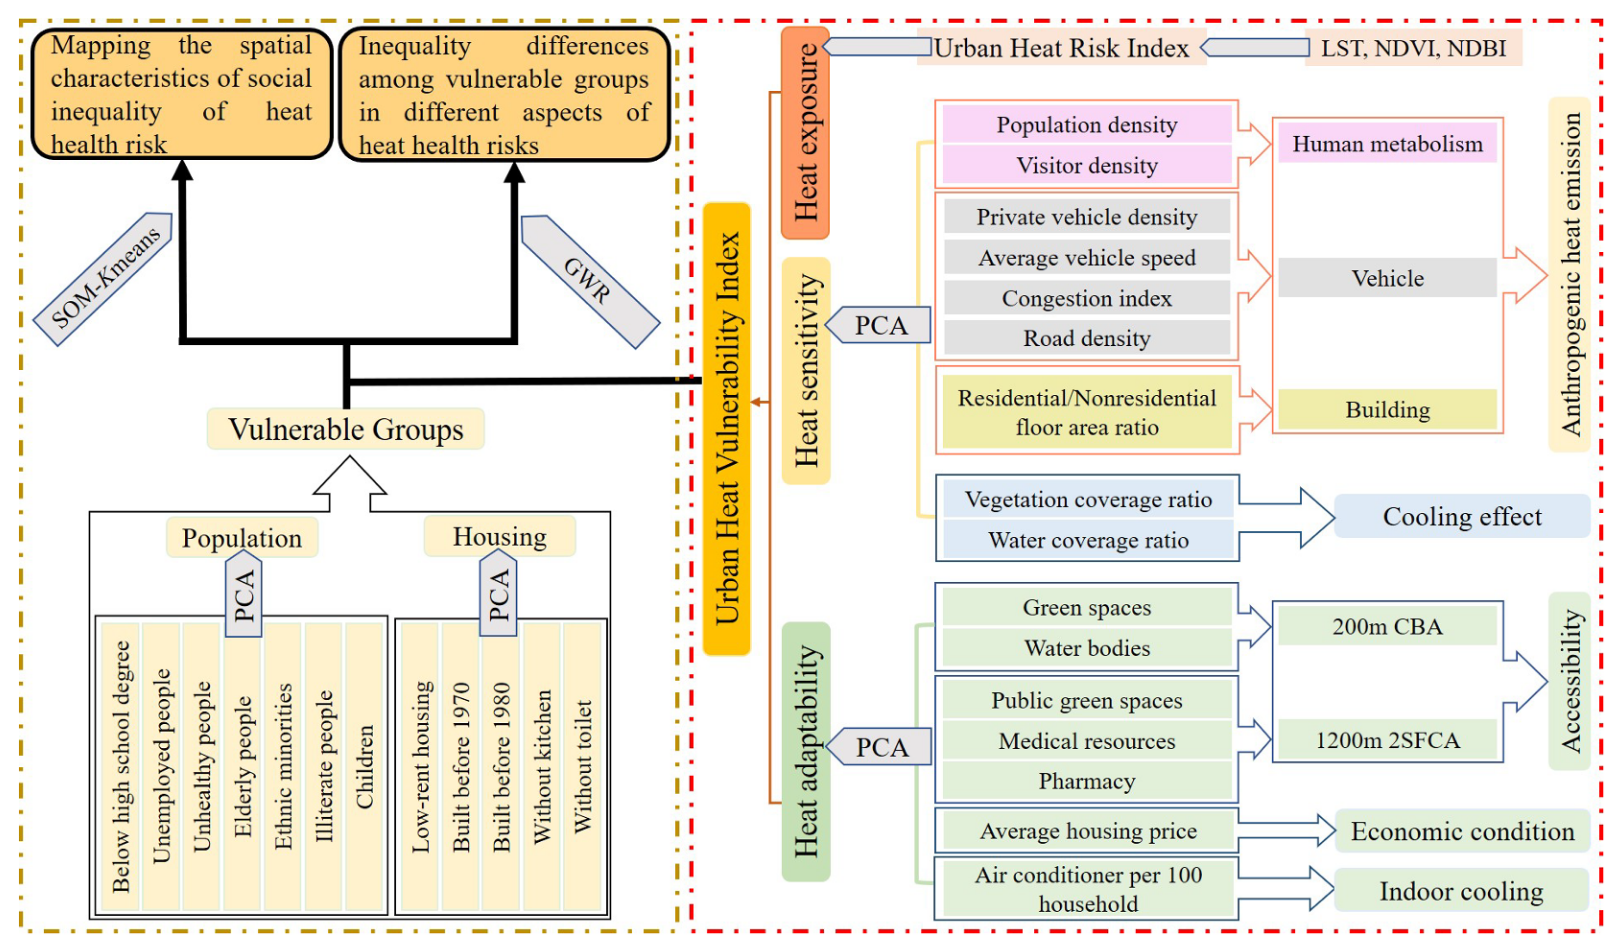 Mapping the spatial
characteristics of social
inequality of heat
health risk
Inequality differences
among vulnerable groups
in different aspects of
heat health risks
SOM-Kmeans
GWR
Vulnerable Groups
Population
Housing
PCA
PCA
Below high school degree
Unemployed people
Unhealthy people
Elderly people
Ethnic minorities
Illiterate people
Children
Low-rent housing
Built before 1970
Built before 1980
Without kitchen
Without toilet
Urban Heat Vulnerability Index
Heat exposure
Urban Heat Risk Index
LST, NDVI, NDBI
Heat sensitivity
PCA
Population density
Visitor density
Human metabolism
Private vehicle density
Average vehicle speed
Congestion index
Road density
Vehicle
Residential/Nonresidential
floor area ratio
Building
Anthropogenic heat emission
Vegetation coverage ratio
Water coverage ratio
Cooling effect
Heat adaptability
PCA
Green spaces
Water bodies
200m CBA
Public green spaces
Medical resources
Pharmacy
1200m 2SFCA
Accessibility
Average housing price
Economic condition
Air conditioner per 100
household
Indoor cooling